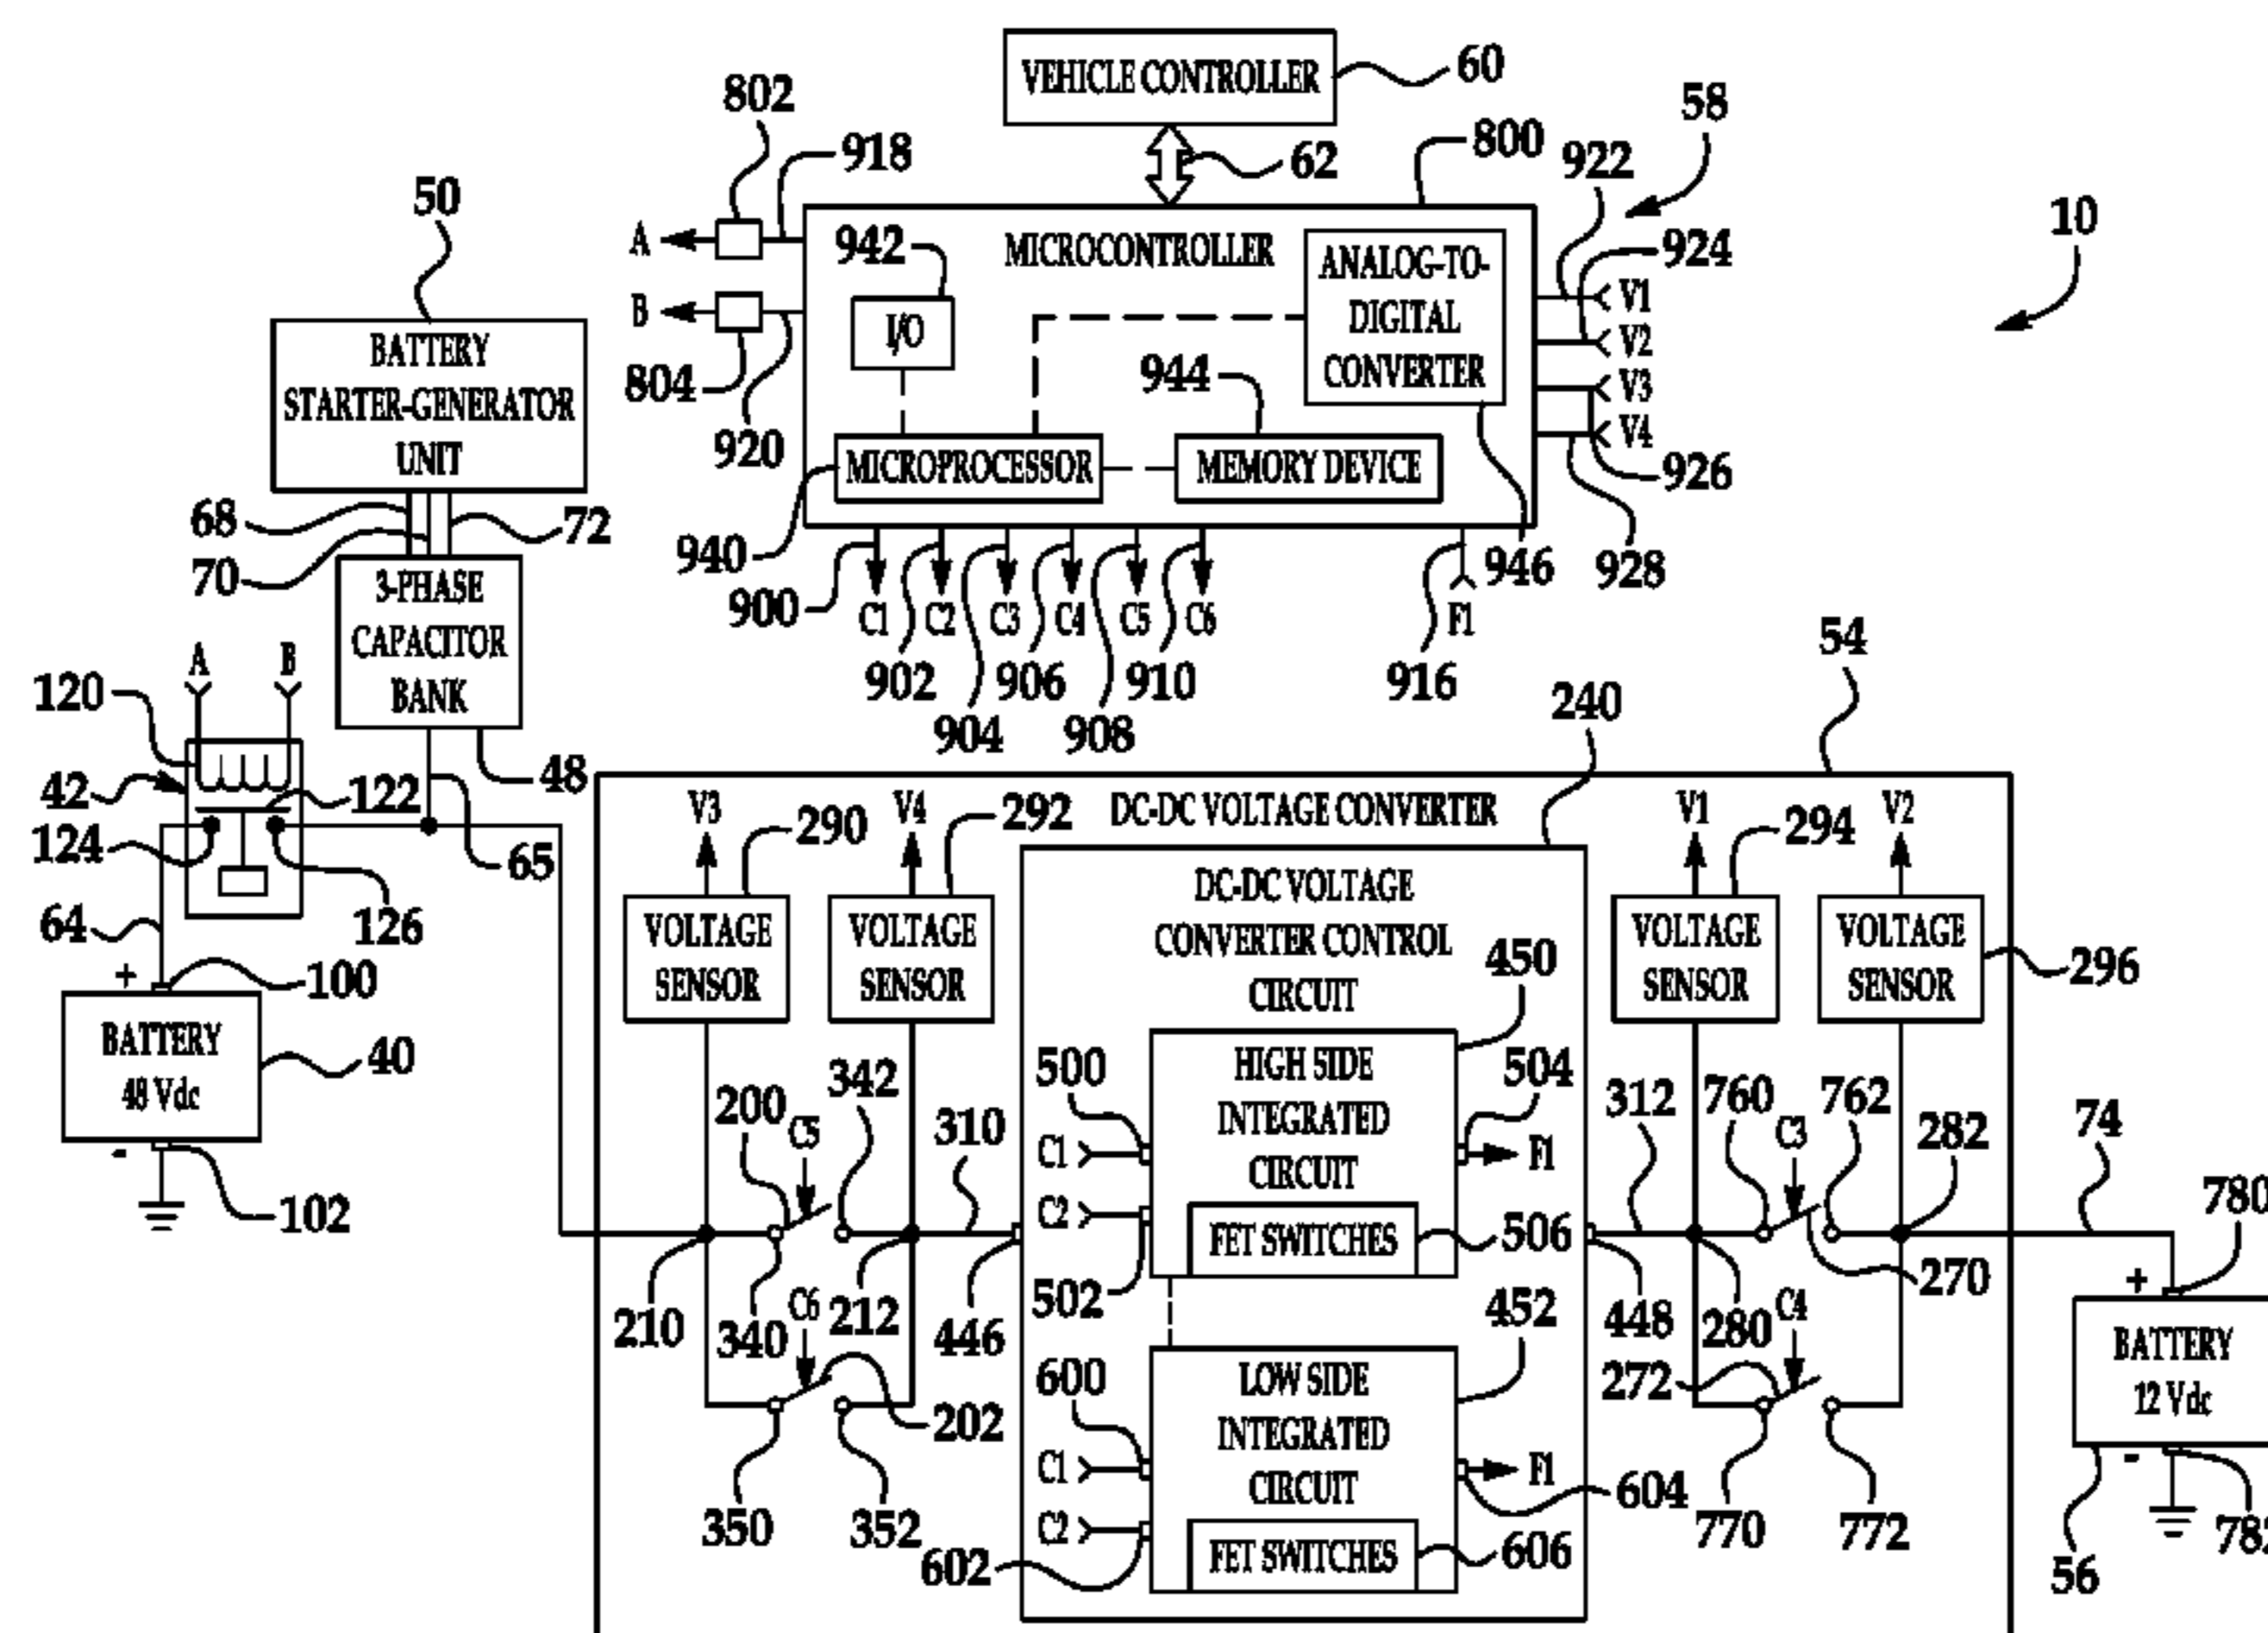 VEHICLE CONTROLLER
60
802
58
918
62
800
922
50
10
A
942
MICROCONTROLLER
ANALOG-TO-
DIGITAL
CONVERTER
924
V1
B
I/O
V2
BATTERY
STARTER-GENERATOR
UNIT
804
944
V3
920
V4
MICROPROCESSOR
MEMORY DEVICE
926
68
72
70
940
946
928
3-PHASE
CAPACITOR
BANK
900
C1
C2
C3
C4
C5
C6
F1
A
B
902
906
910
916
54
120
904
908
240
42
122
48
124
65
126
64
V3
290
V4
292
DC-DC VOLTAGE CONVERTER
V1
294
V2
VOLTAGE
SENSOR
VOLTAGE
SENSOR
DC-DC VOLTAGE
CONVERTER CONTROL
CIRCUIT
VOLTAGE
SENSOR
VOLTAGE
SENSOR
296
+
100
BATTERY
48 Vdc
40
-
102
450
HIGH SIDE
INTEGRATED
CIRCUIT
500
504
C1
F1
C2
FET SWITCHES
506
502
200
C5
342
310
312
760
C3
762
282
74
780
210
340
C6
212
446
448
280
C4
270
272
+
BATTERY
12 Vdc
-
56
452
LOW SIDE
INTEGRATED
CIRCUIT
600
C1
F1
604
C2
FET SWITCHES
606
602
202
350
352
770
772